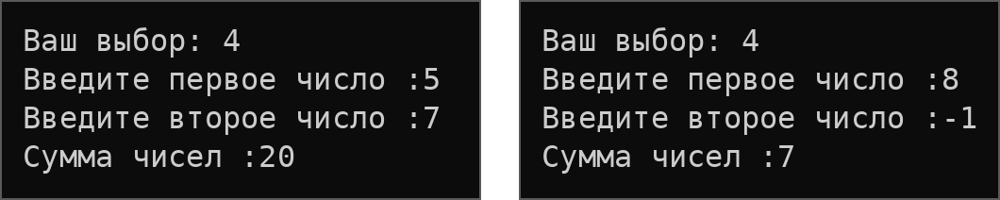 Ваш выбор: 4
Введите первое число :5
Введите второе число :7
Сумма чисел :20
Ваш выбор: 4
Введите первое число :8
Введите второе число :-1
Сумма чисел :7